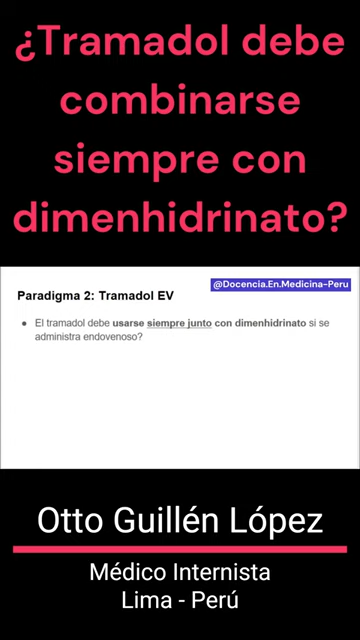 ¿Tramadol debe
combinarse
siempre con
dimenhidrinato?
@Docencia.En.Medicina-Peru
Paradigma 2: Tramadol EV
● El tramadol debe usarse siempre junto con dimenhidrinato si se
administra endovenoso?
Otto Guillén López
Médico Internista
Lima - Perú